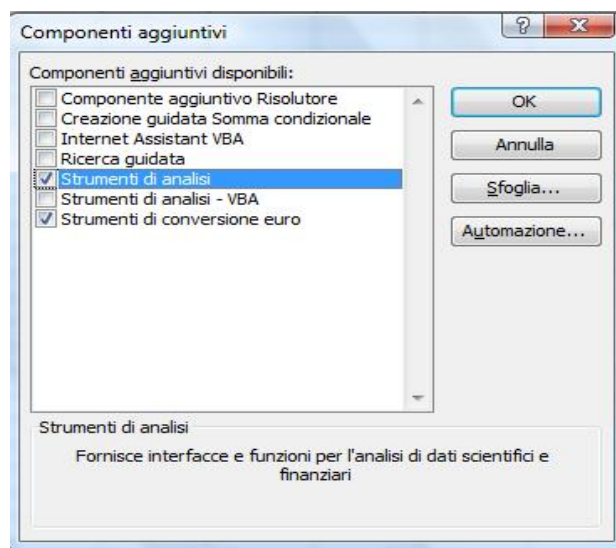 Componenti aggiuntivi
Componenti aggiuntivi disponibili:
Componente aggiuntivo Risolutore
Creazione guidata Somma condizionale
Internet Assistant VBA
Ricerca guidata
Strumenti di analisi
Strumenti di analisi - VBA
Strumenti di conversione euro
OK
Annulla
Sfoglia...
Automazione...
Strumenti di analisi
Fornisce interfacce e funzioni per l'analisi di dati scientifici e
finanziari